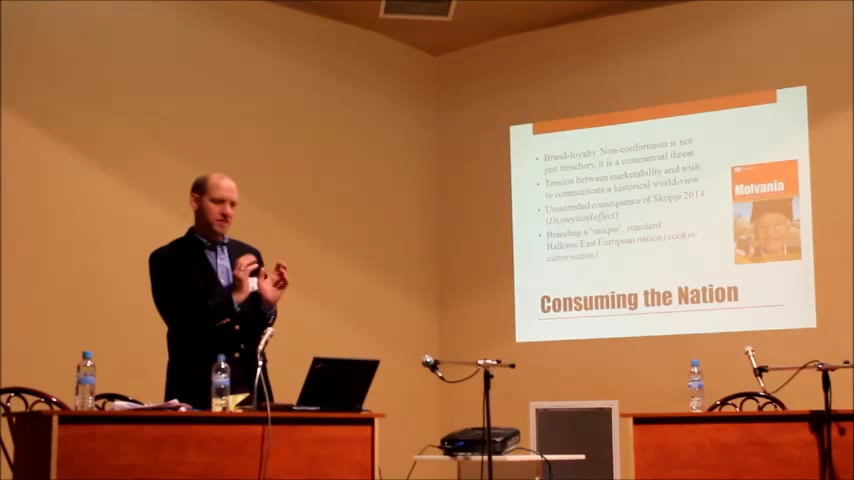 • Brand-loyalty. Non-conformism is not
just treachery, it is a commercial threat
• Tension between marketability and wish
to communicate a historical world-view
• Unintended consequence of Skopje 2014
(Disneyland effect)
• Branding a 'unique', standard
Balkans/East European nation (cookie-
cutter nation)
Molvania
Consuming the Nation